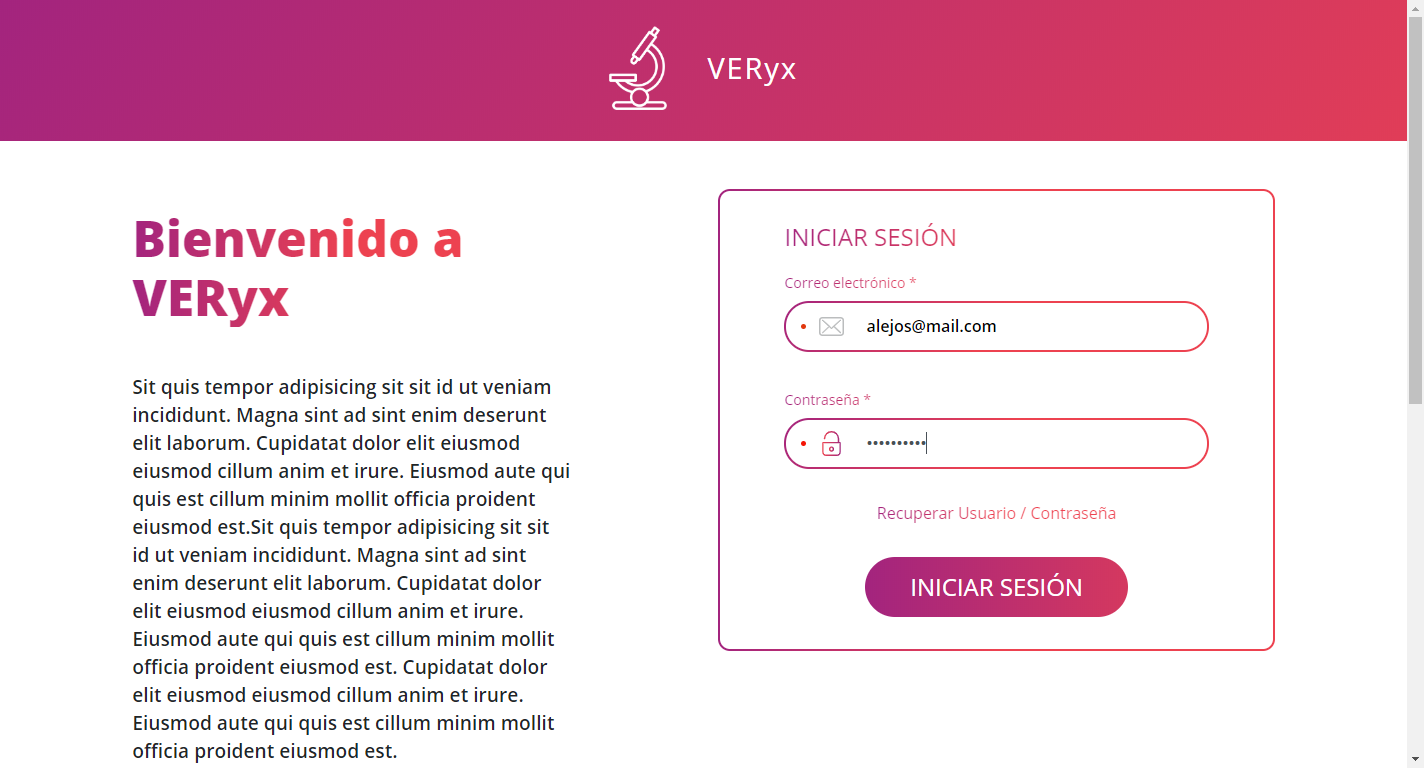 VERyx
Bienvenido a
VERyx
Sit quis tempor adipisicing sit sit id ut veniam
incididunt. Magna sint ad sint enim deserunt
elit laborum. Cupidatat dolor elit eiusmod
eiusmod cillum anim et irure. Eiusmod aute qui
quis est cillum minim mollit officia proident
eiusmod est.Sit quis tempor adipisicing sit sit
id ut veniam incididunt. Magna sint ad sint
enim deserunt elit laborum. Cupidatat dolor
elit eiusmod eiusmod cillum anim et irure.
Eiusmod aute qui quis est cillum minim mollit
officia proident eiusmod est. Cupidatat dolor
elit eiusmod eiusmod cillum anim et irure.
Eiusmod aute qui quis est cillum minim mollit
officia proident eiusmod est.
INICIAR SESIÓN
Correo electrónico *
alejos@mail.com
Contraseña *
••••••••••
Recuperar Usuario / Contraseña
INICIAR SESIÓN